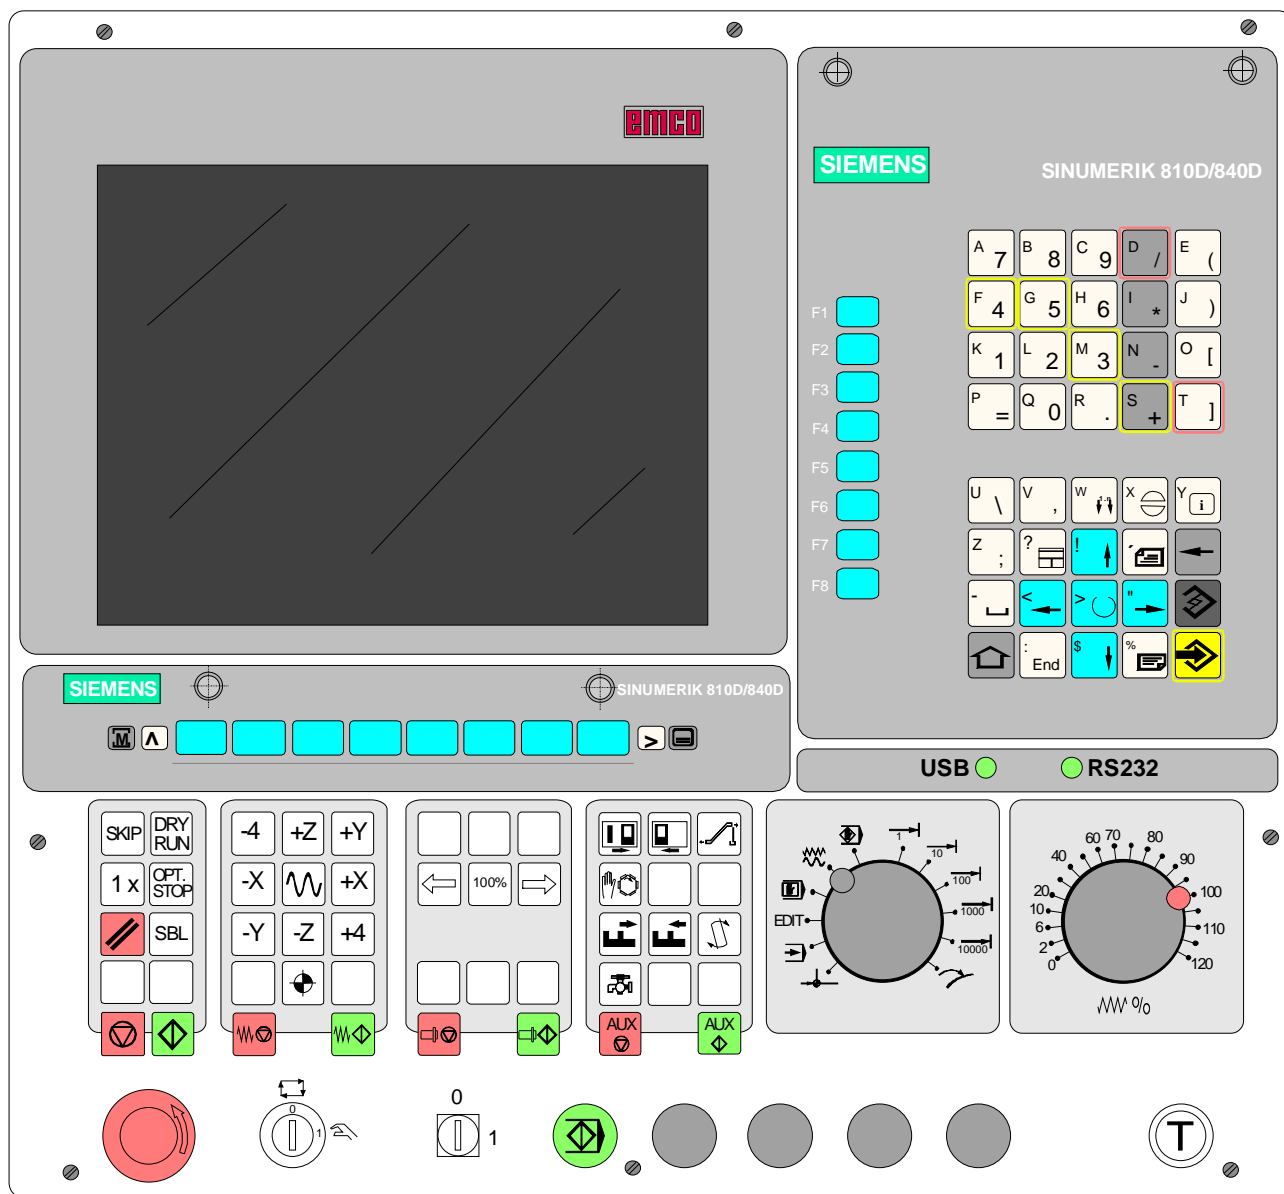 emco
SIEMENS
SINUMERIK 810D/840D
A 7 B 8 C 9 D / E (
F 4 G 5 H 6 I * J )
K 1 L 2 M 3 N - O [
P = Q 0 R . S + T ]
F1
F2
F3
F4
F5
F6
F7
F8
U \ V , W 1..n X Y i
Z ; ? ! ´
- < > "
: End $ %
SIEMENS
SINUMERIK 810D/840D
M ∧ >
USB
RS232
SKIP DRY RUN
1 x OPT. STOP
SBL
-4 +Z +Y
-X +X
-Y -Z +4
100%
AUX
AUX
EDIT
1
10
100
1000
10000
0
2
6
10
20
40
60
70
80
90
100
110
120
%
0
1
0
1
T